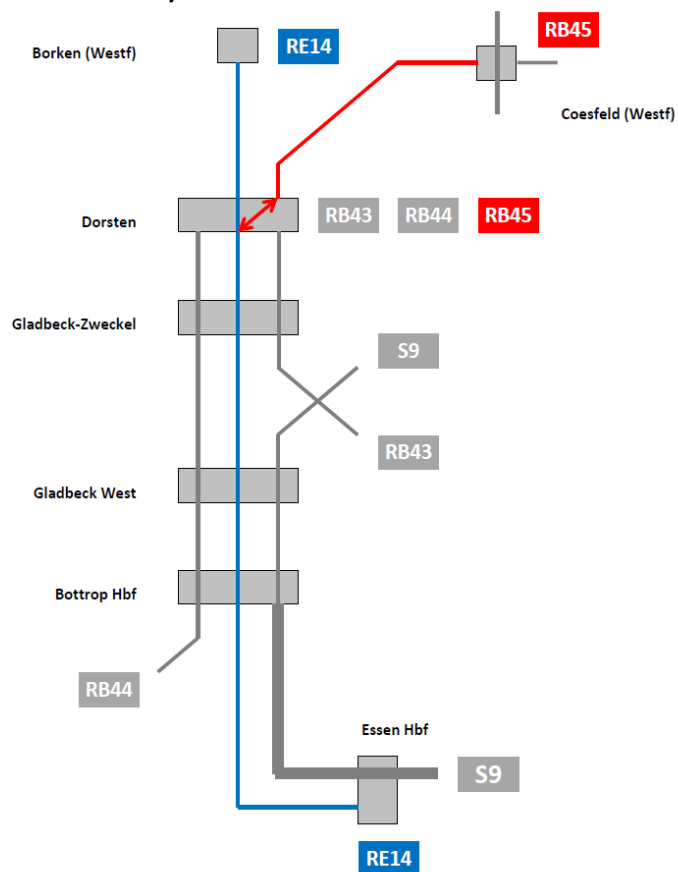 RB45
Borken (Westf)
RE14
Coesfeld (Westf)
Dorsten
RB43
RB44
RB45
Gladbeck-Zweckel
S9
RB43
Gladbeck West
Bottrop Hbf
RB44
Essen Hbf
S9
RE14